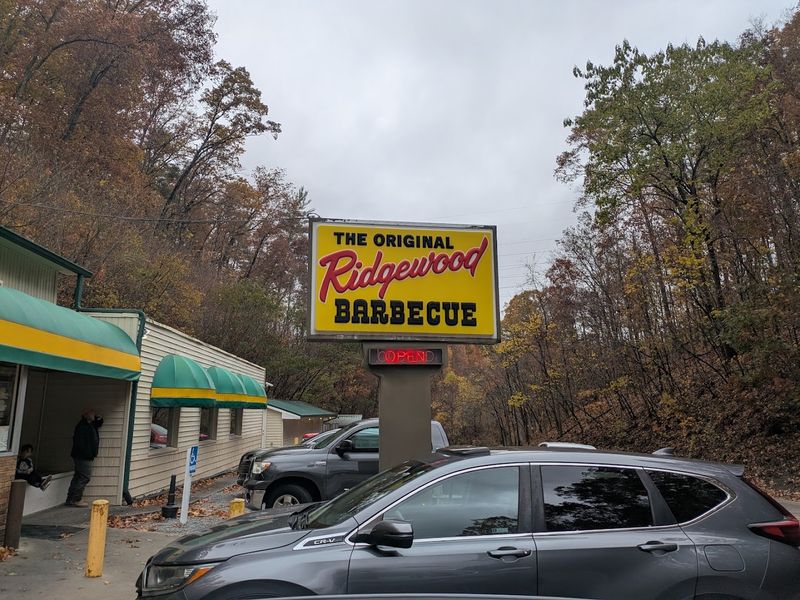 THE ORIGINAL
Ridgewood
BARBECUE
OPEN
CR-V